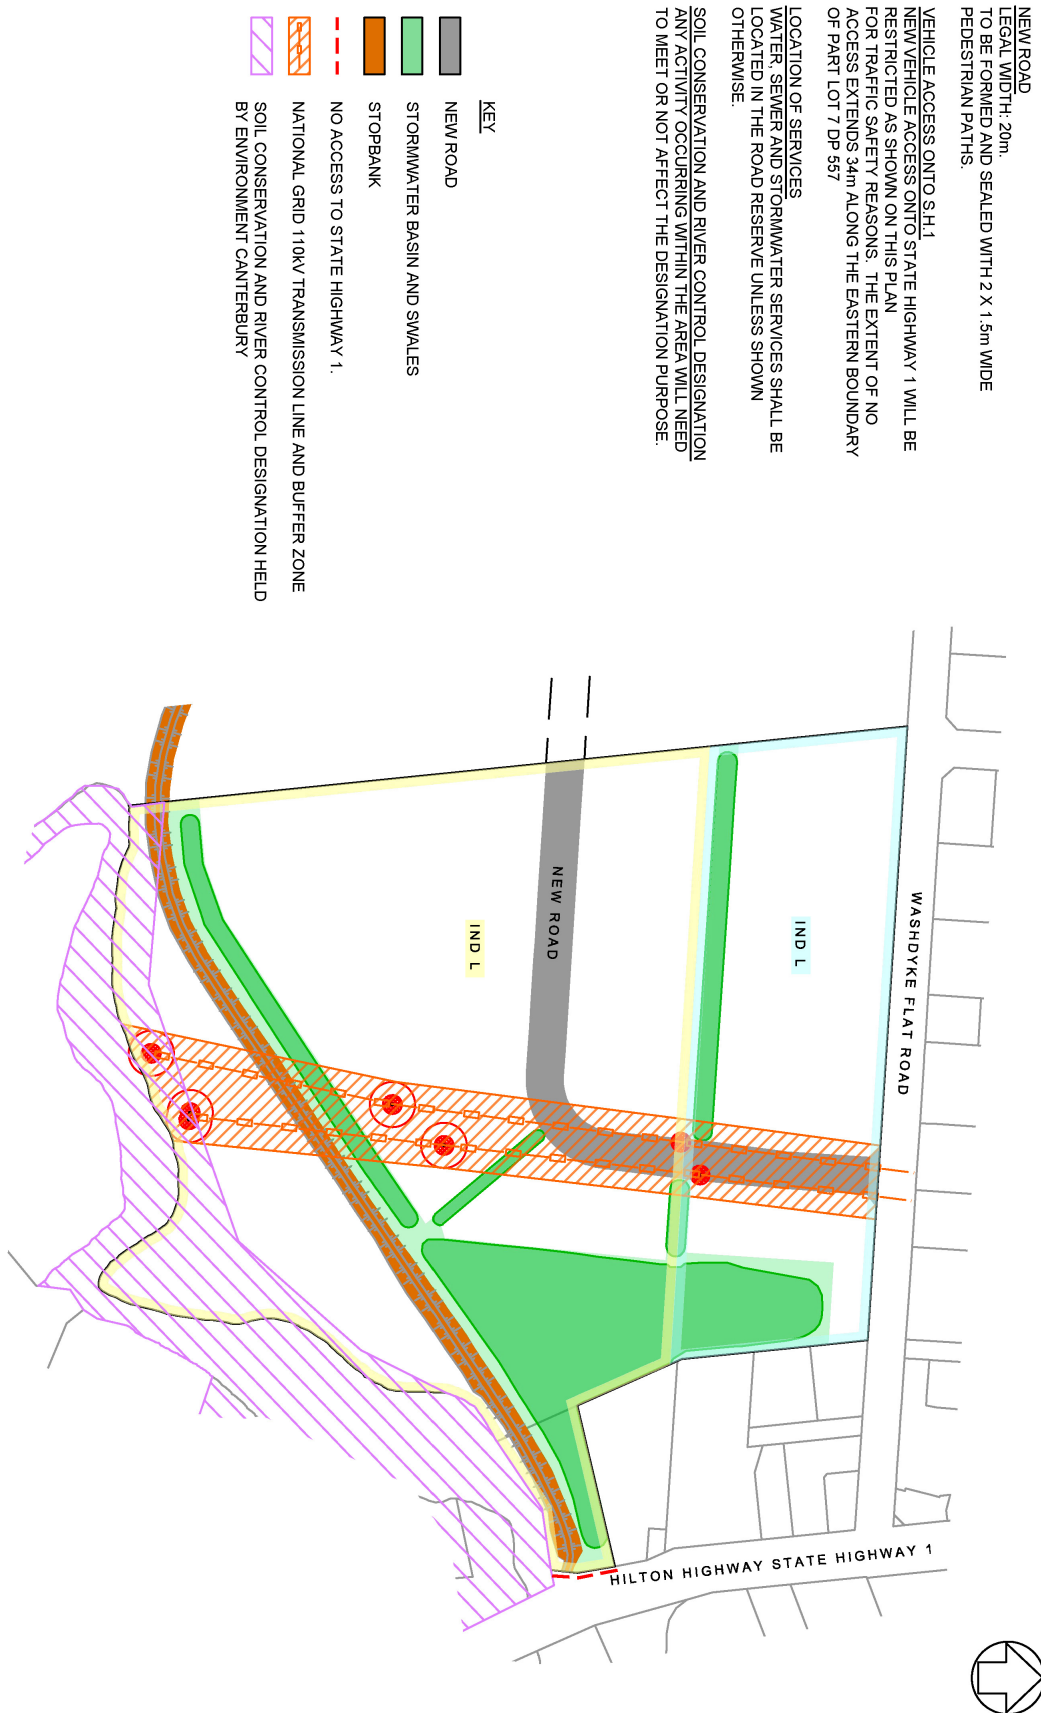 NEW ROAD
LEGAL WIDTH: 20m.
TO BE FORMED AND SEALED WITH 2 X 1.5m WIDE
PEDESTRIAN PATHS.
VEHICLE ACCESS ONTO S.H.1
NEW VEHICLE ACCESS ONTO STATE HIGHWAY 1 WILL BE
RESTRICTED AS SHOWN ON THIS PLAN
FOR TRAFFIC SAFETY REASONS. THE EXTENT OF NO
ACCESS EXTENDS 34m ALONG THE EASTERN BOUNDARY
OF PART LOT 7 DP 557
LOCATION OF SERVICES
WATER, SEWER AND STORMWATER SERVICES SHALL BE
LOCATED IN THE ROAD RESERVE UNLESS SHOWN
OTHERWISE.
SOIL CONSERVATION AND RIVER CONTROL DESIGNATION
ANY ACTIVITY OCCURRING WITHIN THE AREA WILL NEED
TO MEET OR NOT AFFECT THE DESIGNATION PURPOSE.
KEY
NEW ROAD
STORMWATER BASIN AND SWALES
STOPBANK
NO ACCESS TO STATE HIGHWAY 1.
NATIONAL GRID 110kV TRANSMISSION LINE AND BUFFER ZONE
SOIL CONSERVATION AND RIVER CONTROL DESIGNATION HELD
BY ENVIRONMENT CANTERBURY
WASHDYKE FLAT ROAD
IND L
NEW ROAD
IND L
HILTON HIGHWAY STATE HIGHWAY 1